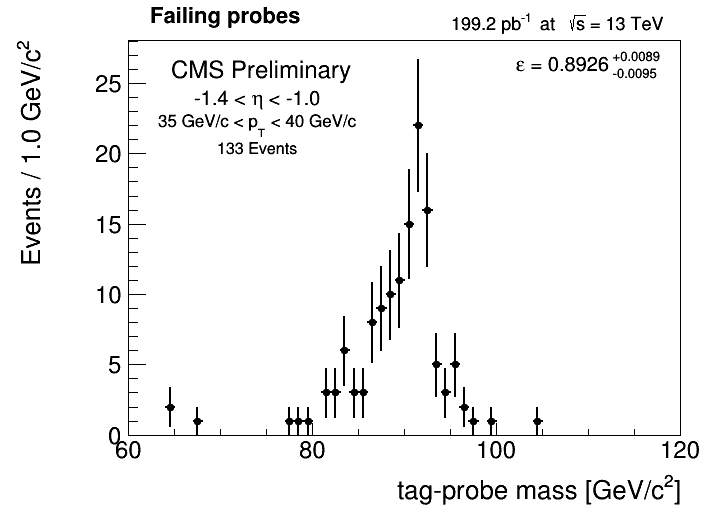 Failing probes
199.2 pb⁻¹ at √s = 13 TeV
CMS Preliminary
ε = 0.8926 +0.0089 -0.0095
-1.4 < η < -1.0
35 GeV/c < p_T < 40 GeV/c
133 Events
Events / 1.0 GeV/c²
25
20
15
10
5
0
60 80 100 120
tag-probe mass [GeV/c²]